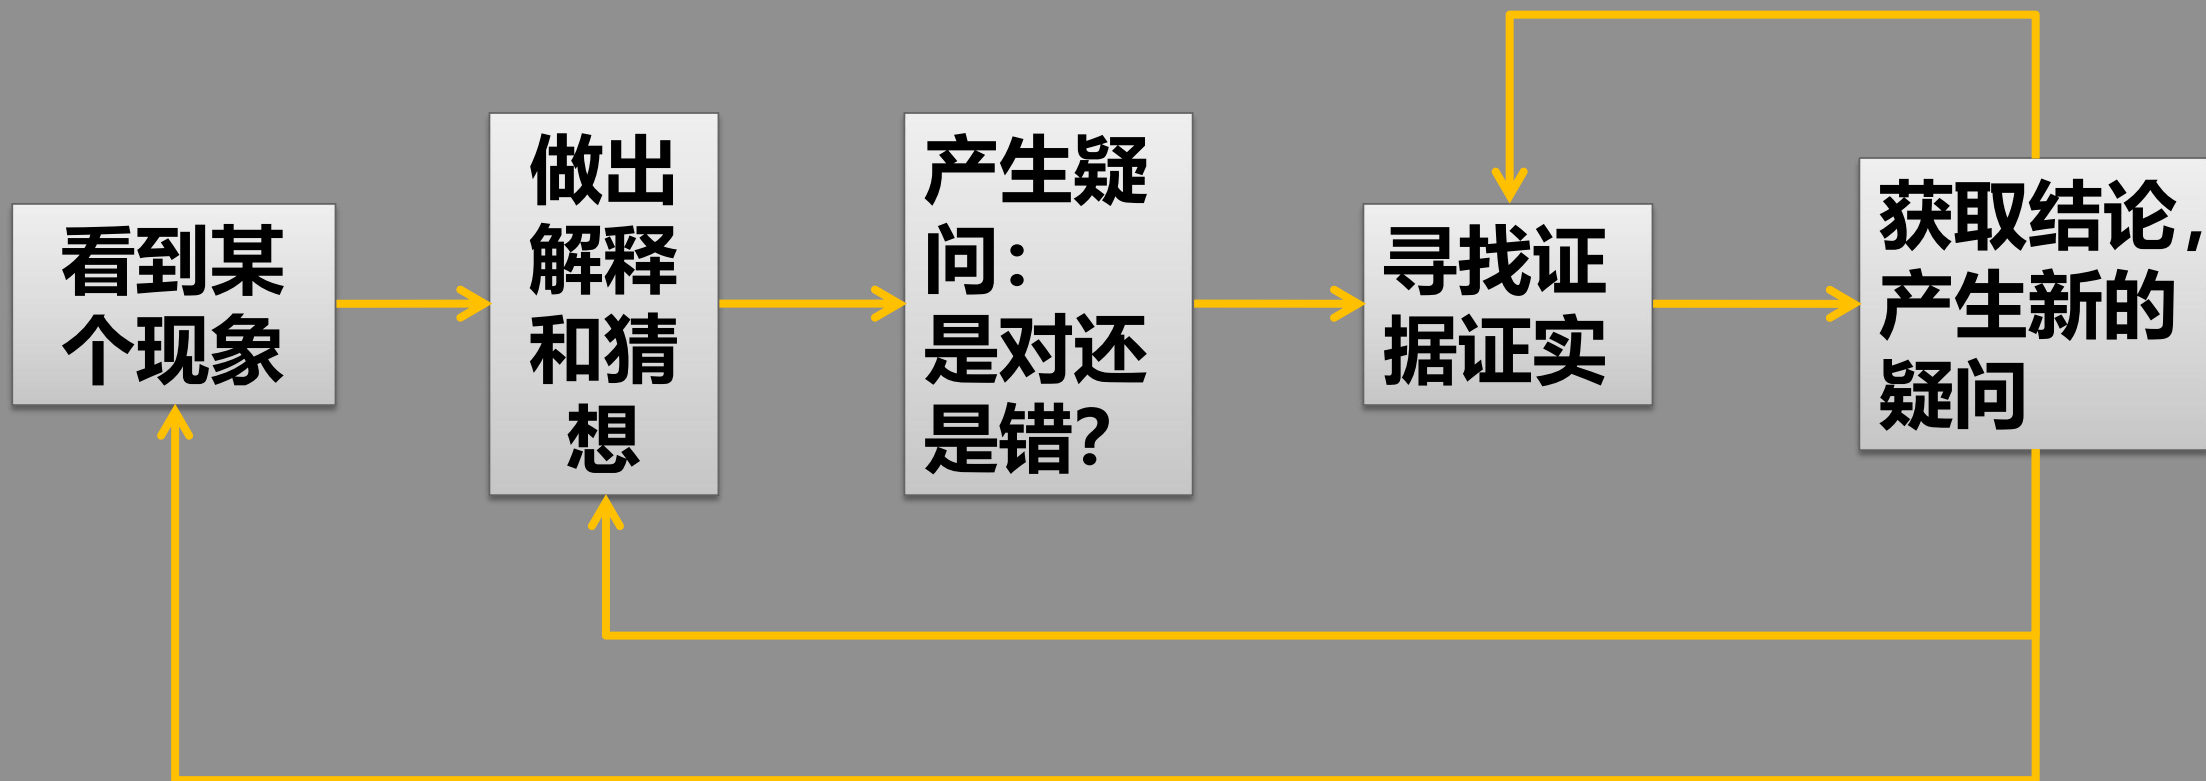 看到某
个现象
做出
解释
和猜
想
产生疑
问：
是对还
是错？
寻找证
据证实
获取结论，
产生新的
疑问